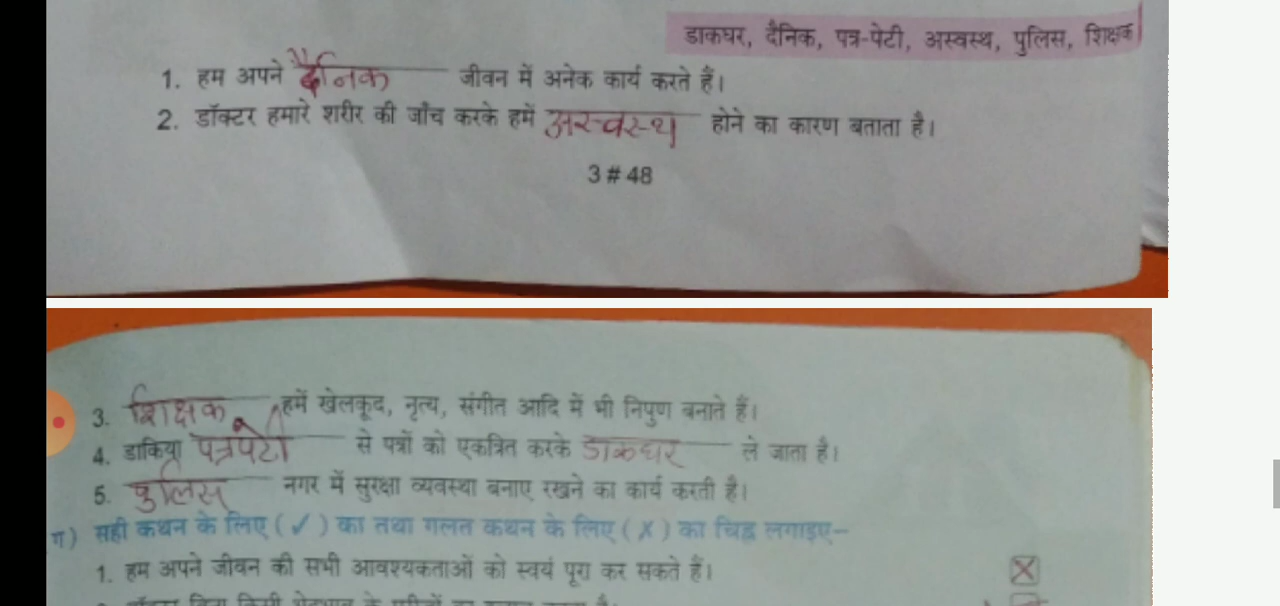 डाकघर, दैनिक, पत्र-पेटी, अस्वस्थ, पुलिस, शिक्षक
1. हम अपने दैनिक जीवन में अनेक कार्य करते हैं।
2. डॉक्टर हमारे शरीर की जाँच करके हमें अस्वस्थ होने का कारण बताता है।
3 # 48
3. शिक्षक हमें खेलकूद, नृत्य, संगीत आदि में भी निपुण बनाते हैं।
4. डाकिया पत्रपेटी से पत्रों को एकत्रित करके डाकघर ले जाता है।
5. पुलिस नगर में सुरक्षा व्यवस्था बनाए रखने का कार्य करती है।
ग) सही कथन के लिए (✓) का तथा गलत कथन के लिए (✗) का चिह्न लगाइए–
1. हम अपने जीवन की सभी आवश्यकताओं को स्वयं पूरा कर सकते हैं। ✗